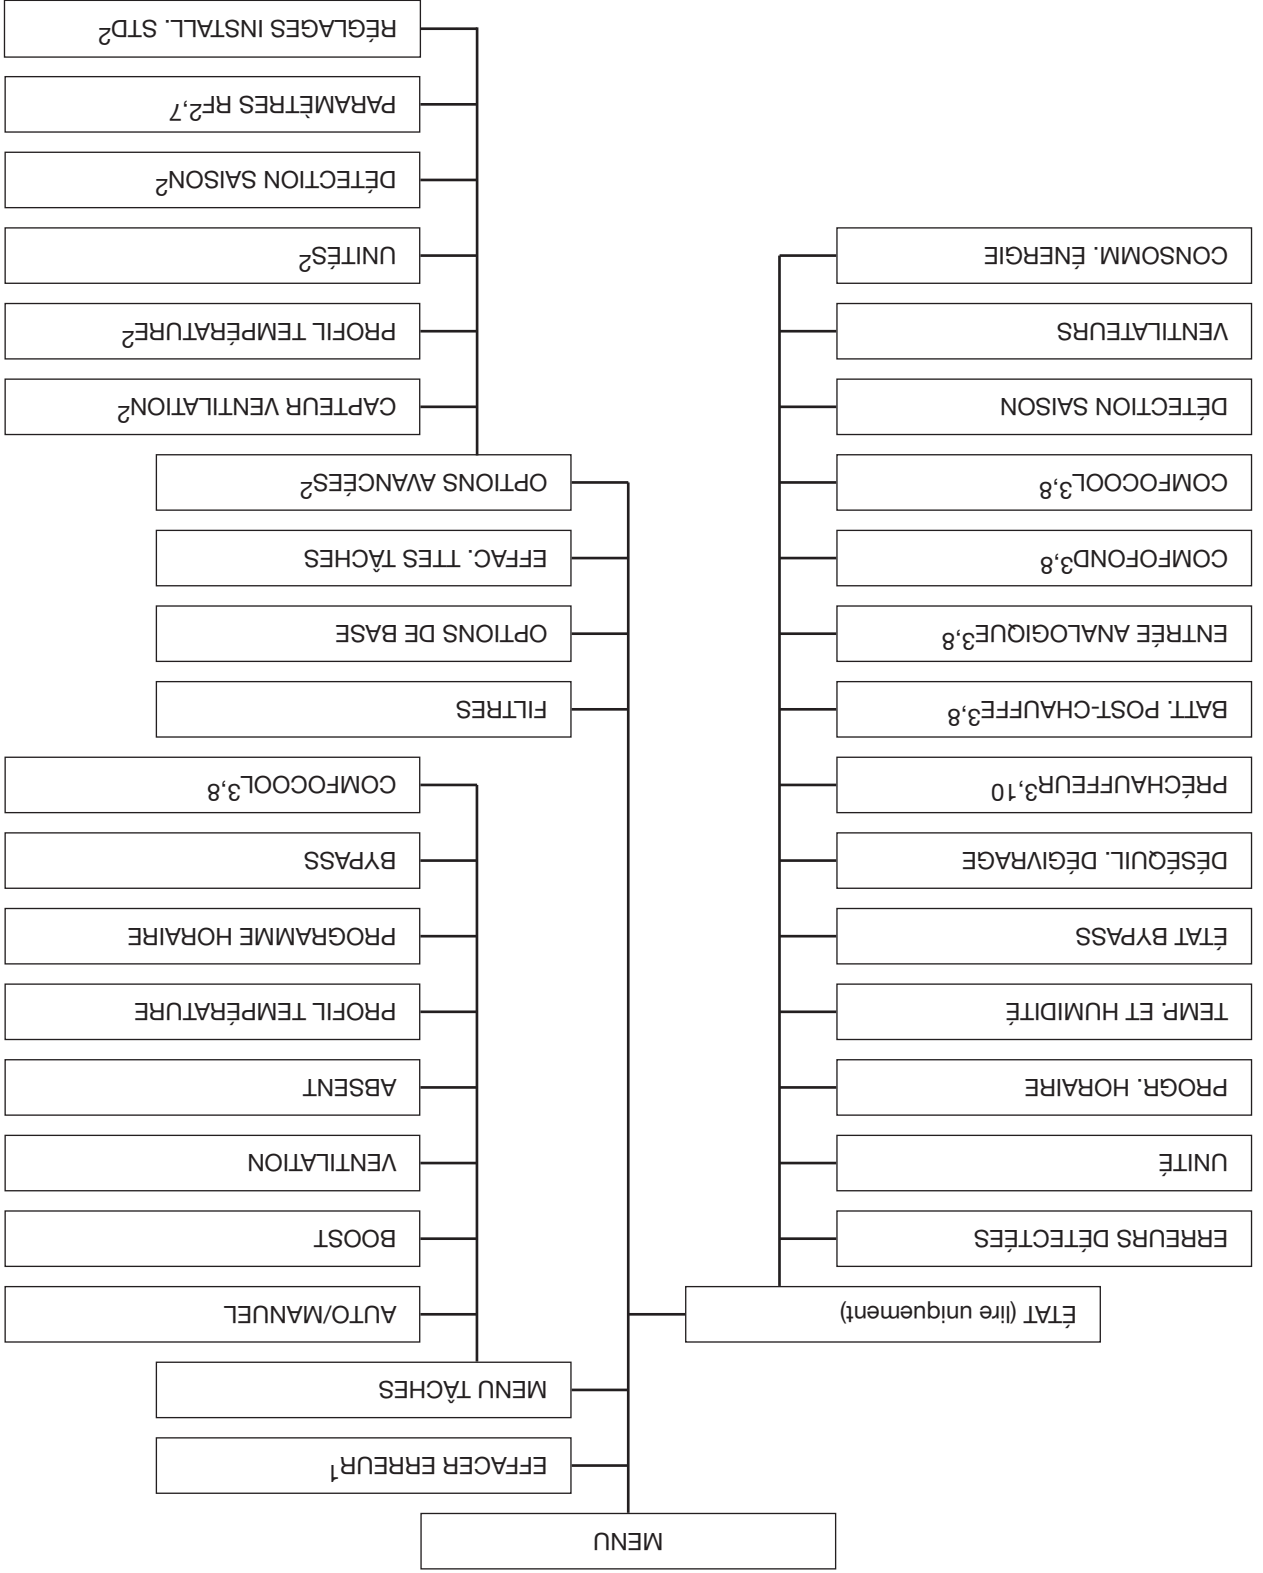 MENU
EFFACER ERREUR1
MENU TÂCHES
AUTO/MANUEL
BOOST
VENTILATION
ABSENT
PROFIL TEMPÉRATURE
PROGRAMME HORAIRE
BYPASS
COMFOCOOL3,8
FILTRES
OPTIONS DE BASE
EFFAC. TTES TÂCHES
OPTIONS AVANCÉES2
CAPTEUR VENTILATION2
PROFIL TEMPÉRATURE2
UNITÉS2
DÉTECTION SAISON2
PARAMÈTRES RF2,7
RÉGLAGES INSTALL. STD2
ÉTAT (lire uniquement)
ERREURS DÉTECTÉES
UNITÉ
PROGR. HORAIRE
TEMP. ET HUMIDITÉ
ÉTAT BYPASS
DÉSÉQUIL. DÉGIVRAGE
PRÉCHAUFFEUR3,10
BATT. POST-CHAUFFE3,8
ENTRÉE ANALOGIQUE3,8
COMFOFOND3,8
COMFOCOOL3,8
DÉTECTION SAISON
VENTILATEURS
CONSOMM. ÉNERGIE